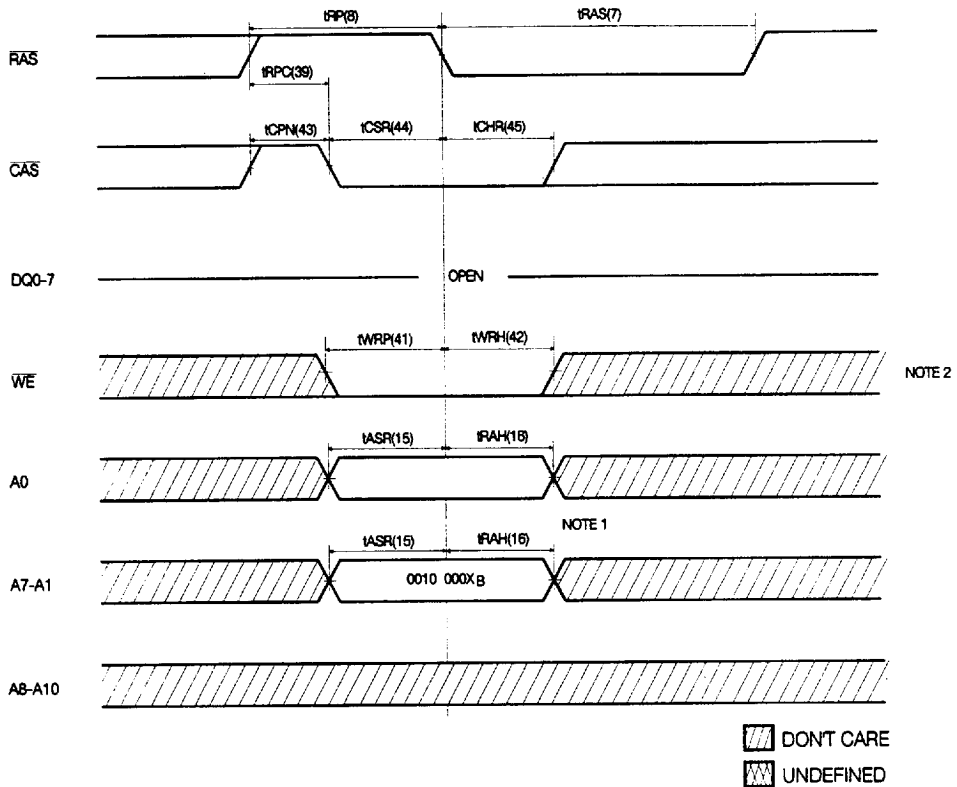 tRP(8) tRAS(7)
RAS
tRPC(39)
tCPN(43) tCSR(44) tCHR(45)
CAS
DQ0-7 OPEN
tWRP(41) tWRH(42)
WE NOTE 2
tASR(15) tRAH(18)
A0
NOTE 1
tASR(15) tRAH(16)
A7-A1 0010 000XB
A8-A10
DON'T CARE
UNDEFINED